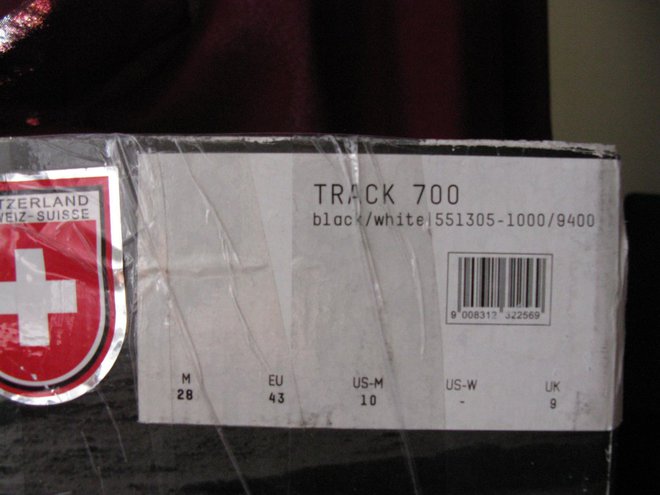 TZERLAND
WEIZ-SUISSE
TRACK 700
black/white|551305-1000/9400
9 008312 322569
M EU US-M US-W UK
28 43 10 - 9